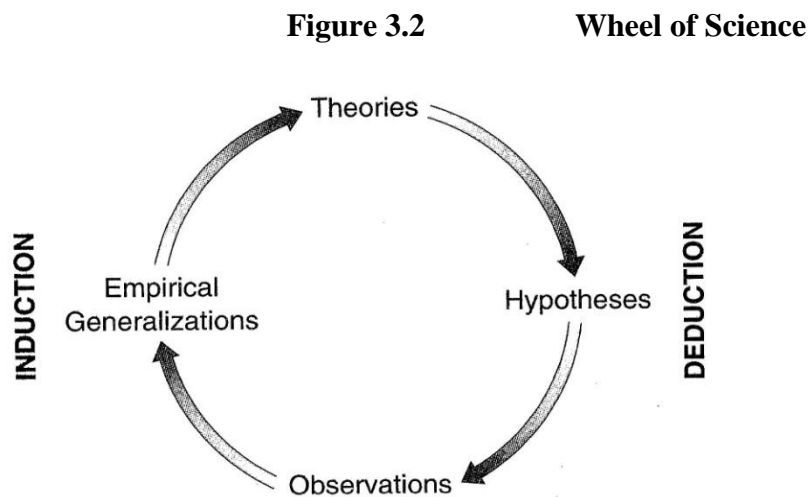 Figure 3.2 Wheel of Science
Theories
INDUCTION
Empirical
Generalizations
Hypotheses
DEDUCTION
Observations